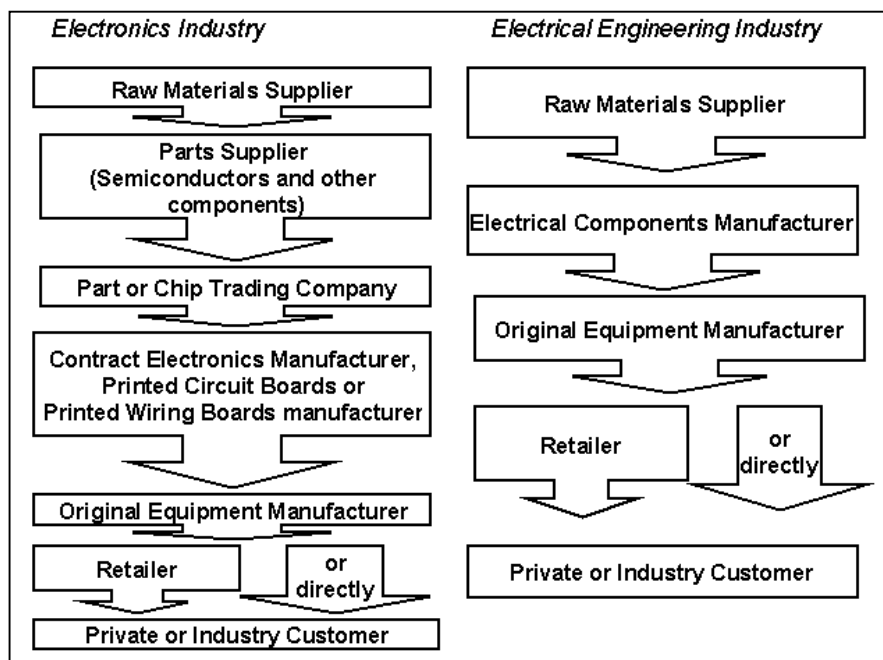 Electronics Industry
Raw Materials Supplier
Parts Supplier
(Semiconductors and other
components)
Part or Chip Trading Company
Contract Electronics Manufacturer,
Printed Circuit Boards or
Printed Wiring Boards manufacturer
Original Equipment Manufacturer
Retailer
or
directly
Private or Industry Customer
Electrical Engineering Industry
Raw Materials Supplier
Electrical Components Manufacturer
Original Equipment Manufacturer
Retailer
or
directly
Private or Industry Customer